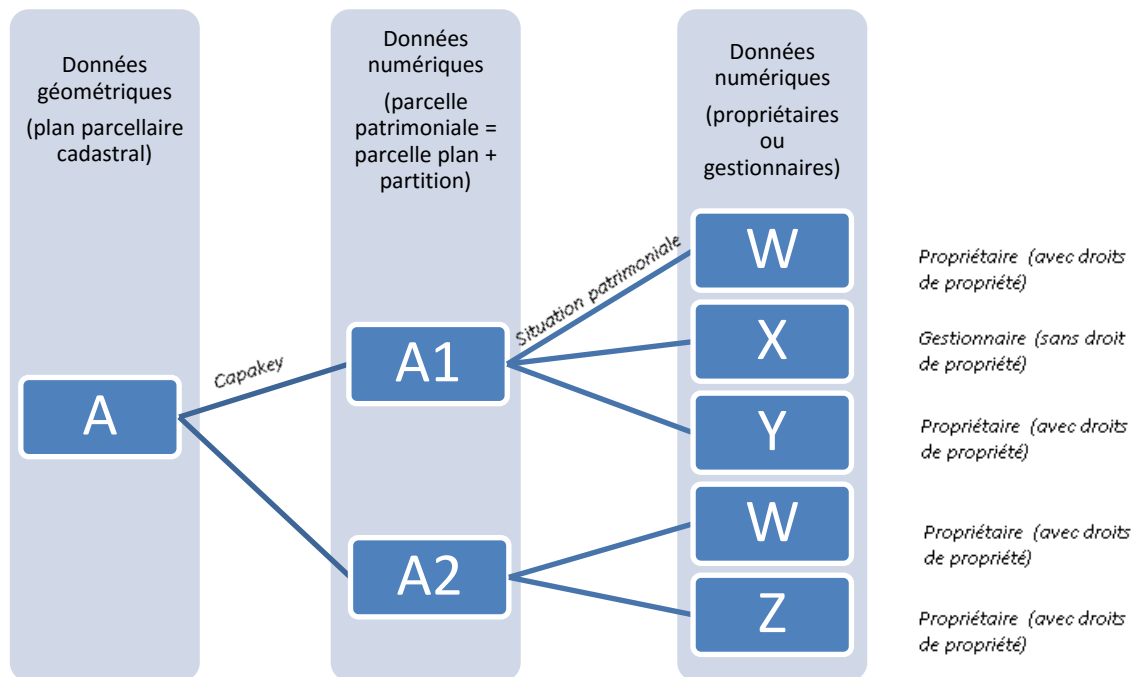 Données
géométriques
(plan parcellaire
cadastral)
Données
numériques
(parcelle
patrimoniale =
parcelle plan +
partition)
Données
numériques
(propriétaires
ou
gestionnaires)
A
Capakey
A1
A2
Situation patrimoniale
W
Propriétaire (avec droits
de propriété)
X
Gestionnaire (sans droit
de propriété)
Y
Propriétaire (avec droits
de propriété)
W
Propriétaire (avec droits
de propriété)
Z
Propriétaire (avec droits
de propriété)